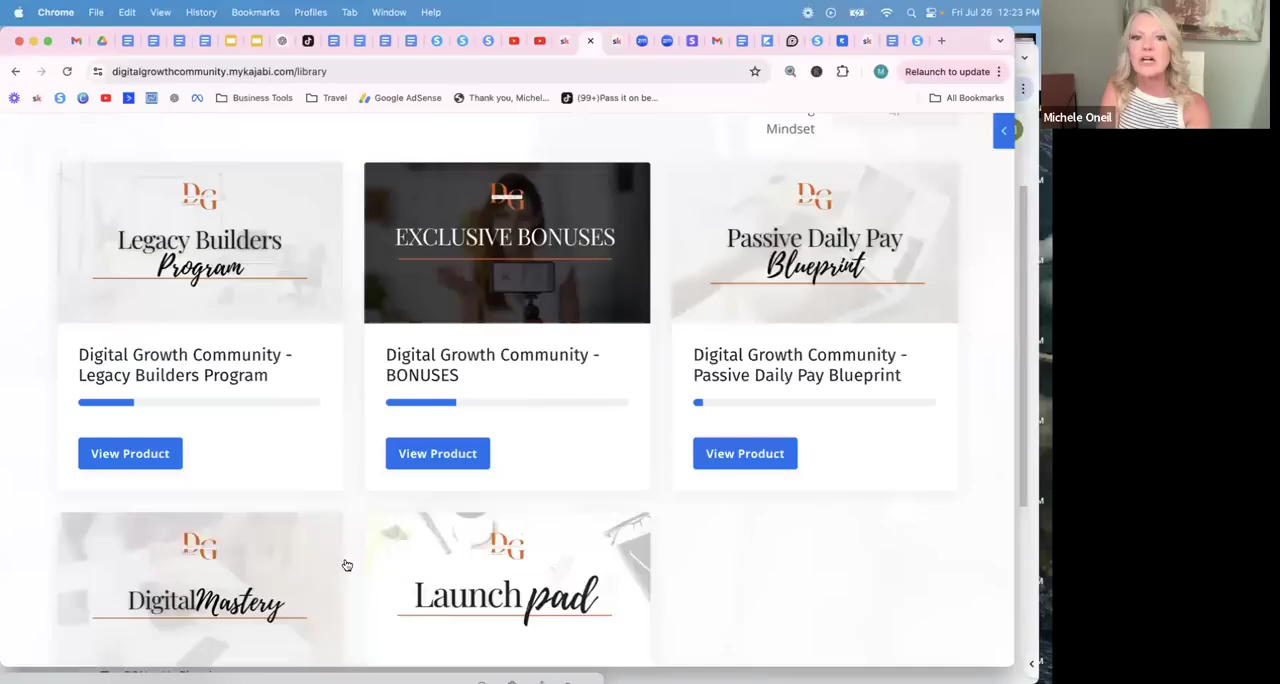 Chrome File Edit View History Bookmarks Profiles Tab Window Help
Fri Jul 26 12:23 PM
digitalgrowthcommunity.mykajabi.com/library
M
Relaunch to update
Business Tools
Travel
Google AdSense
Thank you, Michel...
(99+)Pass it on be...
All Bookmarks
Michele Oneil
Mindset
DG
Legacy Builders
Program
DG
EXCLUSIVE BONUSES
DG
Passive Daily Pay
Blueprint
Digital Growth Community -
Legacy Builders Program
Digital Growth Community -
BONUSES
Digital Growth Community -
Passive Daily Pay Blueprint
View Product
View Product
View Product
DG
Digital Mastery
DG
Launch pad